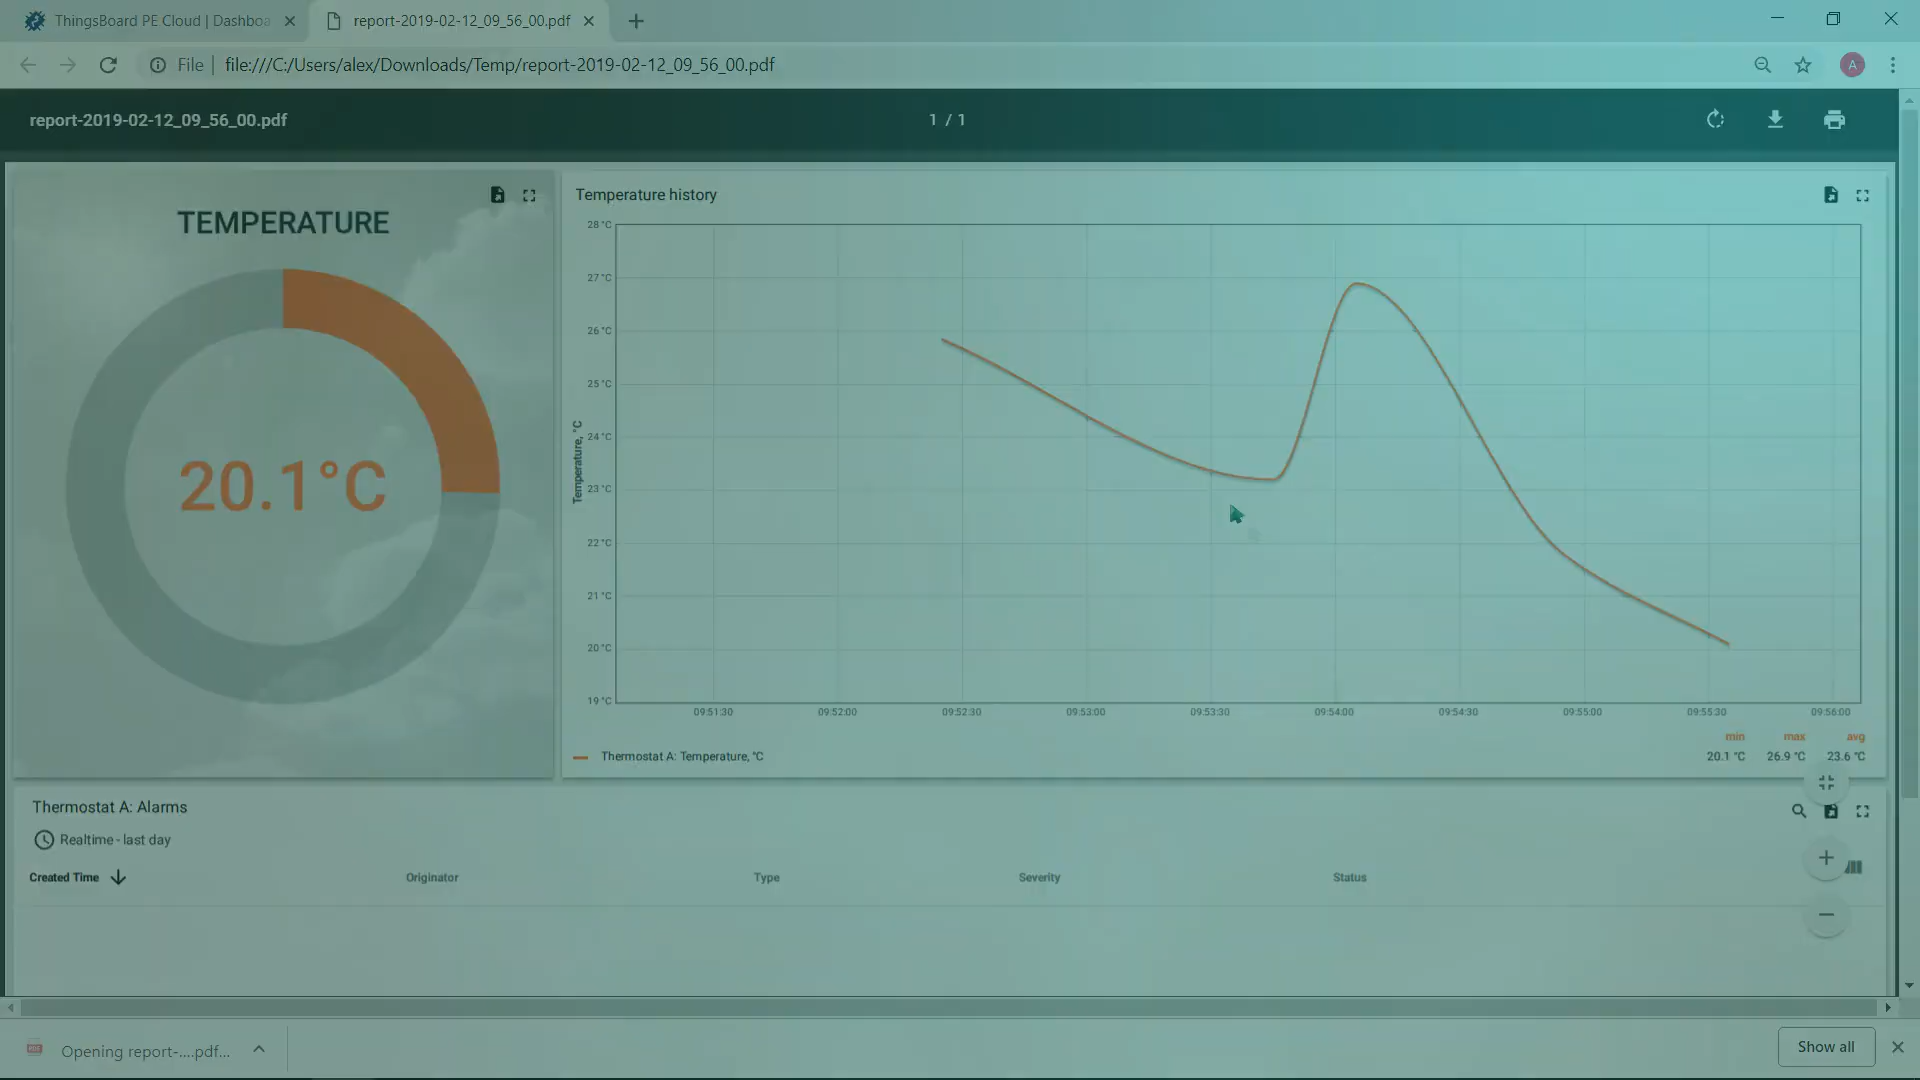 ThingsBoard PE Cloud | Dashboa
report-2019-02-12_09_56_00.pdf
File | file:///C:/Users/alex/Downloads/Temp/report-2019-02-12_09_56_00.pdf
A
report-2019-02-12_09_56_00.pdf
1 / 1
TEMPERATURE
20.1°C
Temperature history
28°C
27°C
26°C
25°C
24°C
23°C
22°C
21°C
20°C
19°C
Temperature, °C
09:51:30 09:52:00 09:52:30 09:53:00 09:53:30 09:54:00 09:54:30 09:55:00 09:55:30 09:56:00
min max avg
Thermostat A: Temperature, °C 20.1 °C 26.9 °C 23.6 °C
Thermostat A: Alarms
Realtime - last day
Created Time Originator Type Severity Status
Opening report-....pdf...
Show all